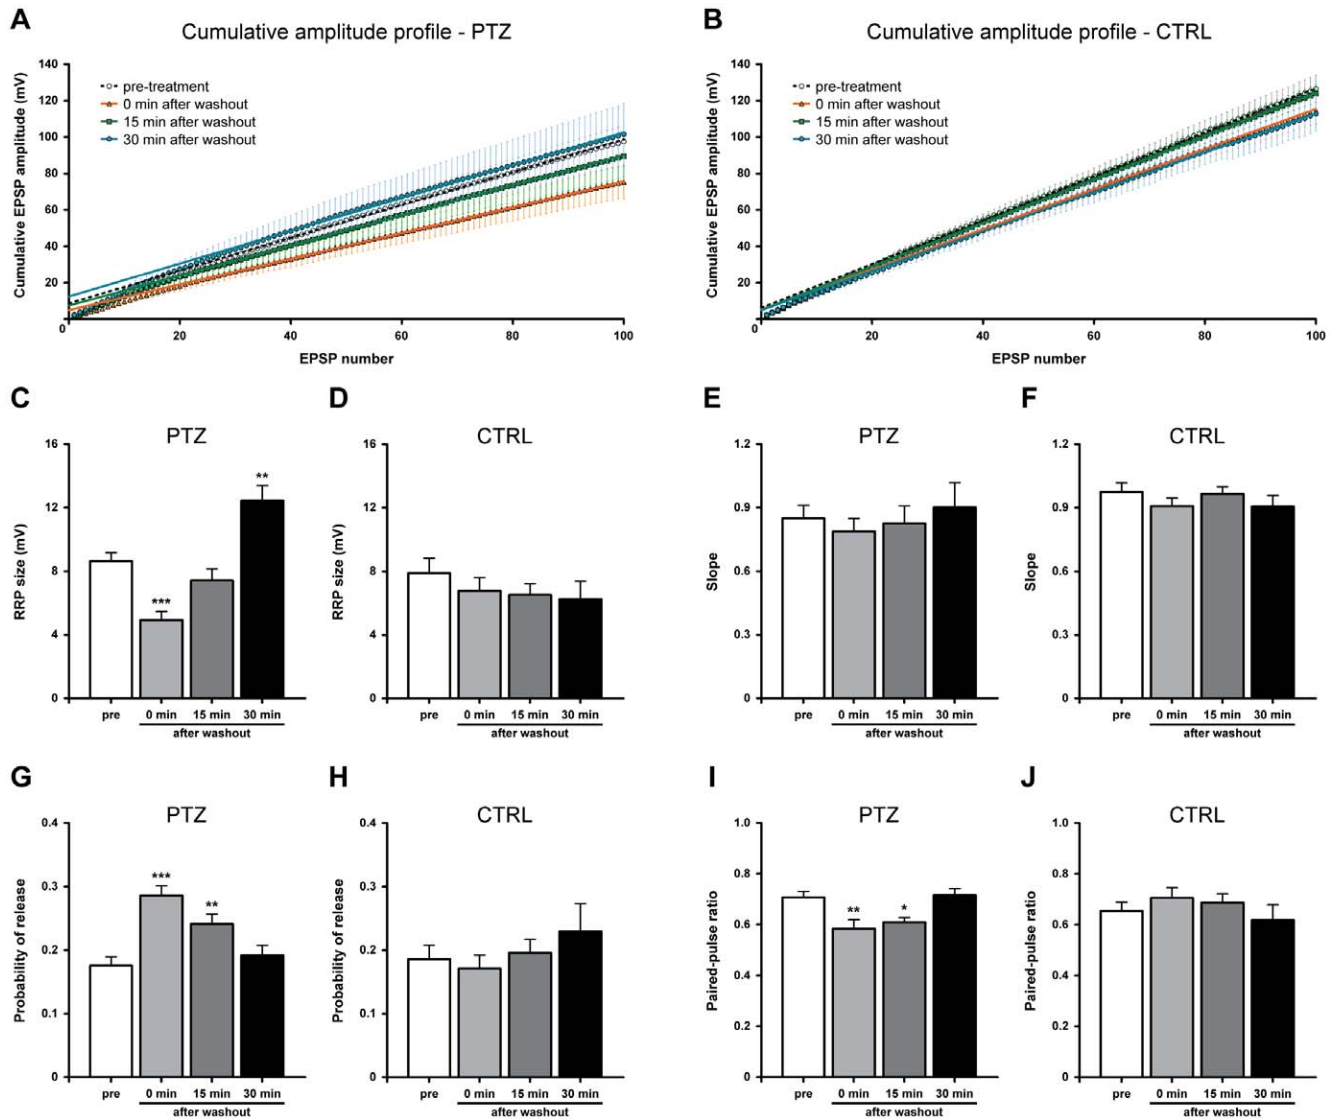 A
Cumulative amplitude profile - PTZ
Cumulative EPSP amplitude (mV)
140
120
100
80
60
40
20
0
pre-treatment
0 min after washout
15 min after washout
30 min after washout
20 40 60 80 100
EPSP number
B
Cumulative amplitude profile - CTRL
Cumulative EPSP amplitude (mV)
140
120
100
80
60
40
20
0
pre-treatment
0 min after washout
15 min after washout
30 min after washout
20 40 60 80 100
EPSP number
C
PTZ
RRP size (mV)
16
12
8
4
0
***
**
pre 0 min 15 min 30 min
after washout
D
CTRL
RRP size (mV)
16
12
8
4
0
pre 0 min 15 min 30 min
after washout
E
PTZ
Slope
1.2
0.9
0.6
0.3
0
pre 0 min 15 min 30 min
after washout
F
CTRL
Slope
1.2
0.9
0.6
0.3
0
pre 0 min 15 min 30 min
after washout
G
PTZ
Probability of release
0.4
0.3
0.2
0.1
0
***
**
pre 0 min 15 min 30 min
after washout
H
CTRL
Probability of release
0.4
0.3
0.2
0.1
0
pre 0 min 15 min 30 min
after washout
I
PTZ
Paired-pulse ratio
1.0
0.8
0.6
0.4
0.2
0
**
*
pre 0 min 15 min 30 min
after washout
J
CTRL
Paired-pulse ratio
1.0
0.8
0.6
0.4
0.2
0
pre 0 min 15 min 30 min
after washout